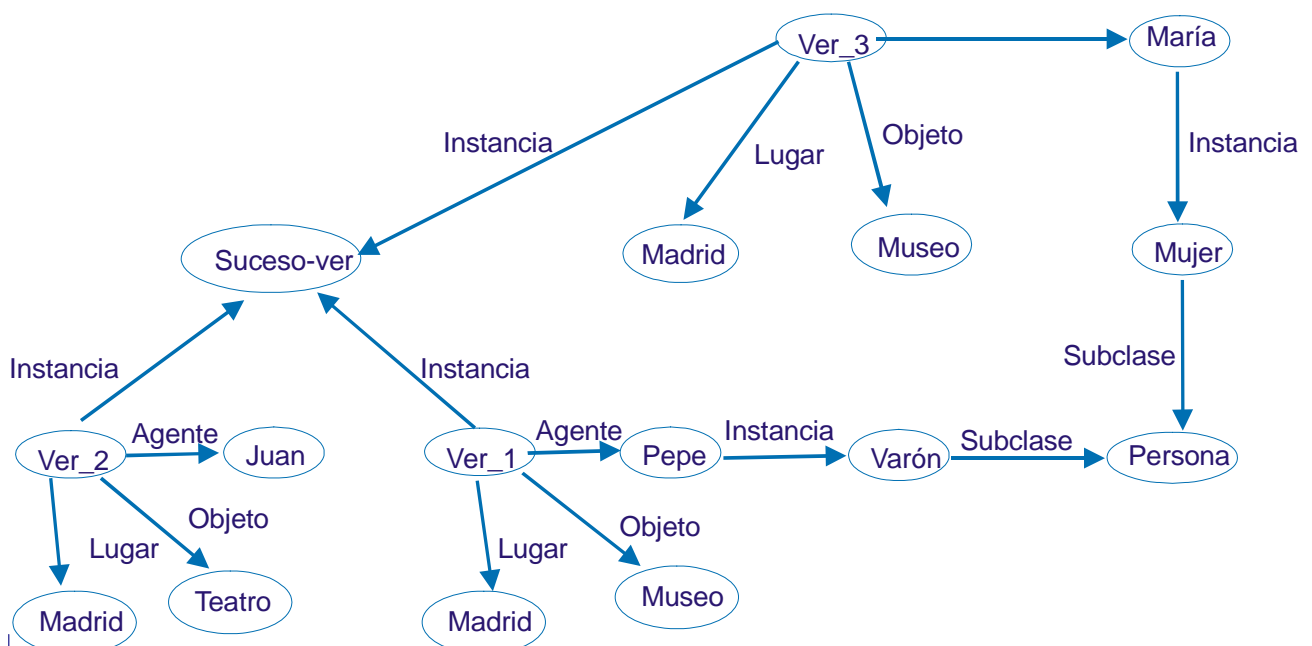 Ver_3
María
Instancia
Lugar
Objeto
Instancia
Suceso-ver
Madrid
Museo
Mujer
Instancia
Instancia
Subclase
Ver_2
Agente
Juan
Ver_1
Agente
Pepe
Instancia
Varón
Subclase
Persona
Lugar
Objeto
Lugar
Objeto
Madrid
Teatro
Madrid
Museo